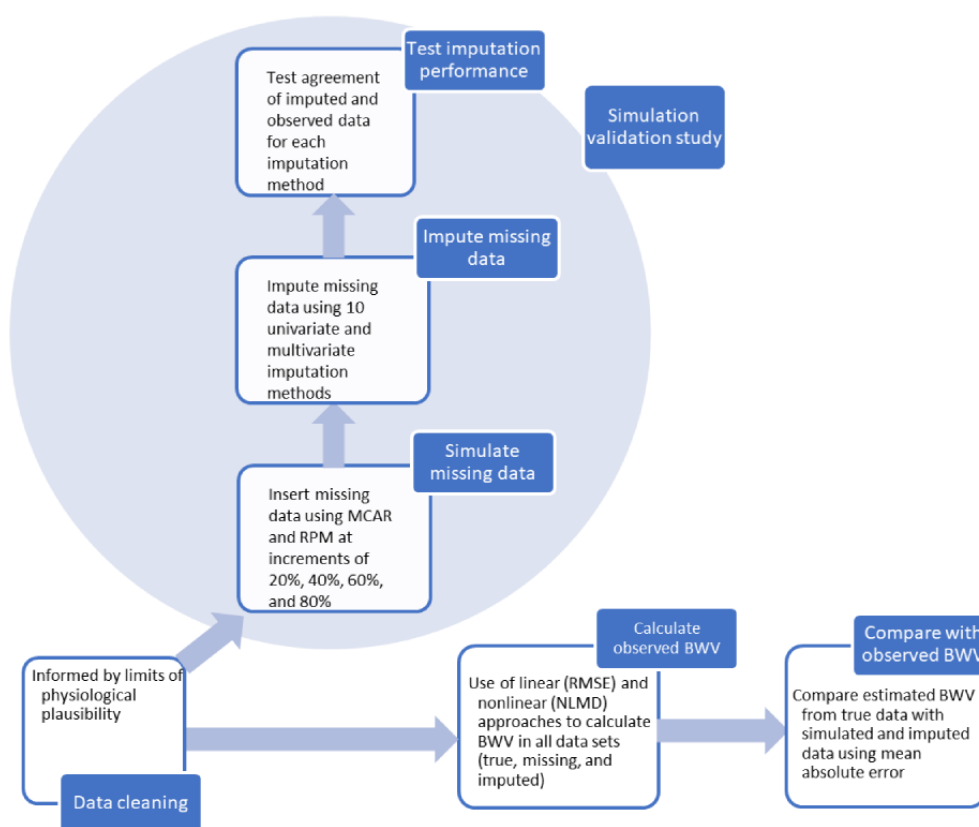 Test imputation
performance
Test agreement
of imputed and
observed data
for each
imputation
method
Simulation
validation study
Impute missing
data
Impute missing
data using 10
univariate and
multivariate
imputation
methods
Simulate
missing data
Insert missing
data using MCAR
and RPM at
increments of
20%, 40%, 60%,
and 80%
Informed by limits of
physiological
plausibility
Data cleaning
Calculate
observed BWV
Use of linear (RMSE) and
nonlinear (NLMD)
approaches to calculate
BWV in all data sets
(true, missing, and
imputed)
Compare with
observed BWV
Compare estimated BWV
from true data with
simulated and imputed
data using mean
absolute error